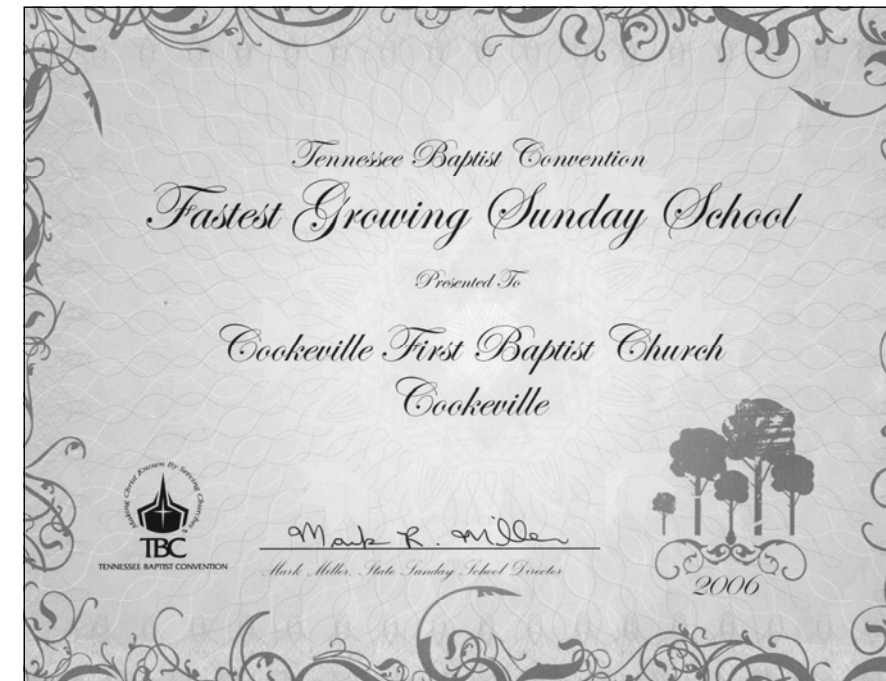 Tennessee Baptist Convention
Fastest Growing Sunday School
Presented To
Cookeville First Baptist Church
Cookeville
Making Christ Known By Serving Churches
TBC
TENNESSEE BAPTIST CONVENTION
Mark R. Miller
Mark Miller, State Sunday School Director
2006